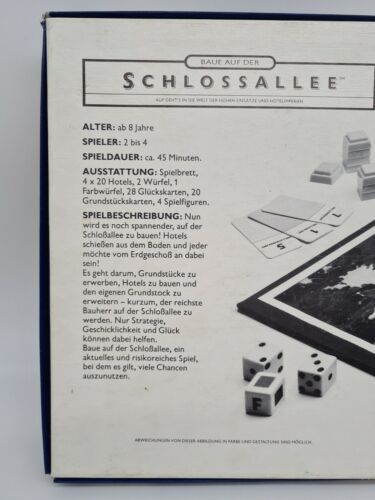 BAUE AUF DER
SCHLOSSALLEE™
AUF GEHT'S IN DIE WELT DER HOHEN EINSÄTZE UND HOTELIMPERIEN
ALTER: ab 8 Jahre
SPIELER: 2 bis 4
SPIELDAUER: ca. 45 Minuten.
AUSSTATTUNG: Spielbrett,
4 x 20 Hotels, 2 Würfel, 1
Farbwürfel, 28 Glückskarten, 20
Grundstückskarten, 4 Spielfiguren.
SPIELBESCHREIBUNG: Nun
wird es noch spannender, auf der
Schloßallee zu bauen! Hotels
schießen aus dem Boden und jeder
möchte vom Erdgeschoß an dabei
sein!
Es geht darum, Grundstücke zu
erwerben, Hotels zu bauen und
den eigenen Grundstock zu
erweitern – kurzum, der reichste
Bauherr auf der Schloßallee zu
werden. Nur Strategie,
Geschicklichkeit und Glück
können dabei helfen.
Baue auf der Schloßallee, ein
aktuelles und risikoreiches Spiel,
bei dem es gilt, viele Chancen
auszunutzen.
S I L
F
ABWEICHUNGEN VON DIESER ABBILDUNG IN FARBE UND GESTALTUNG SIND MÖGLICH.